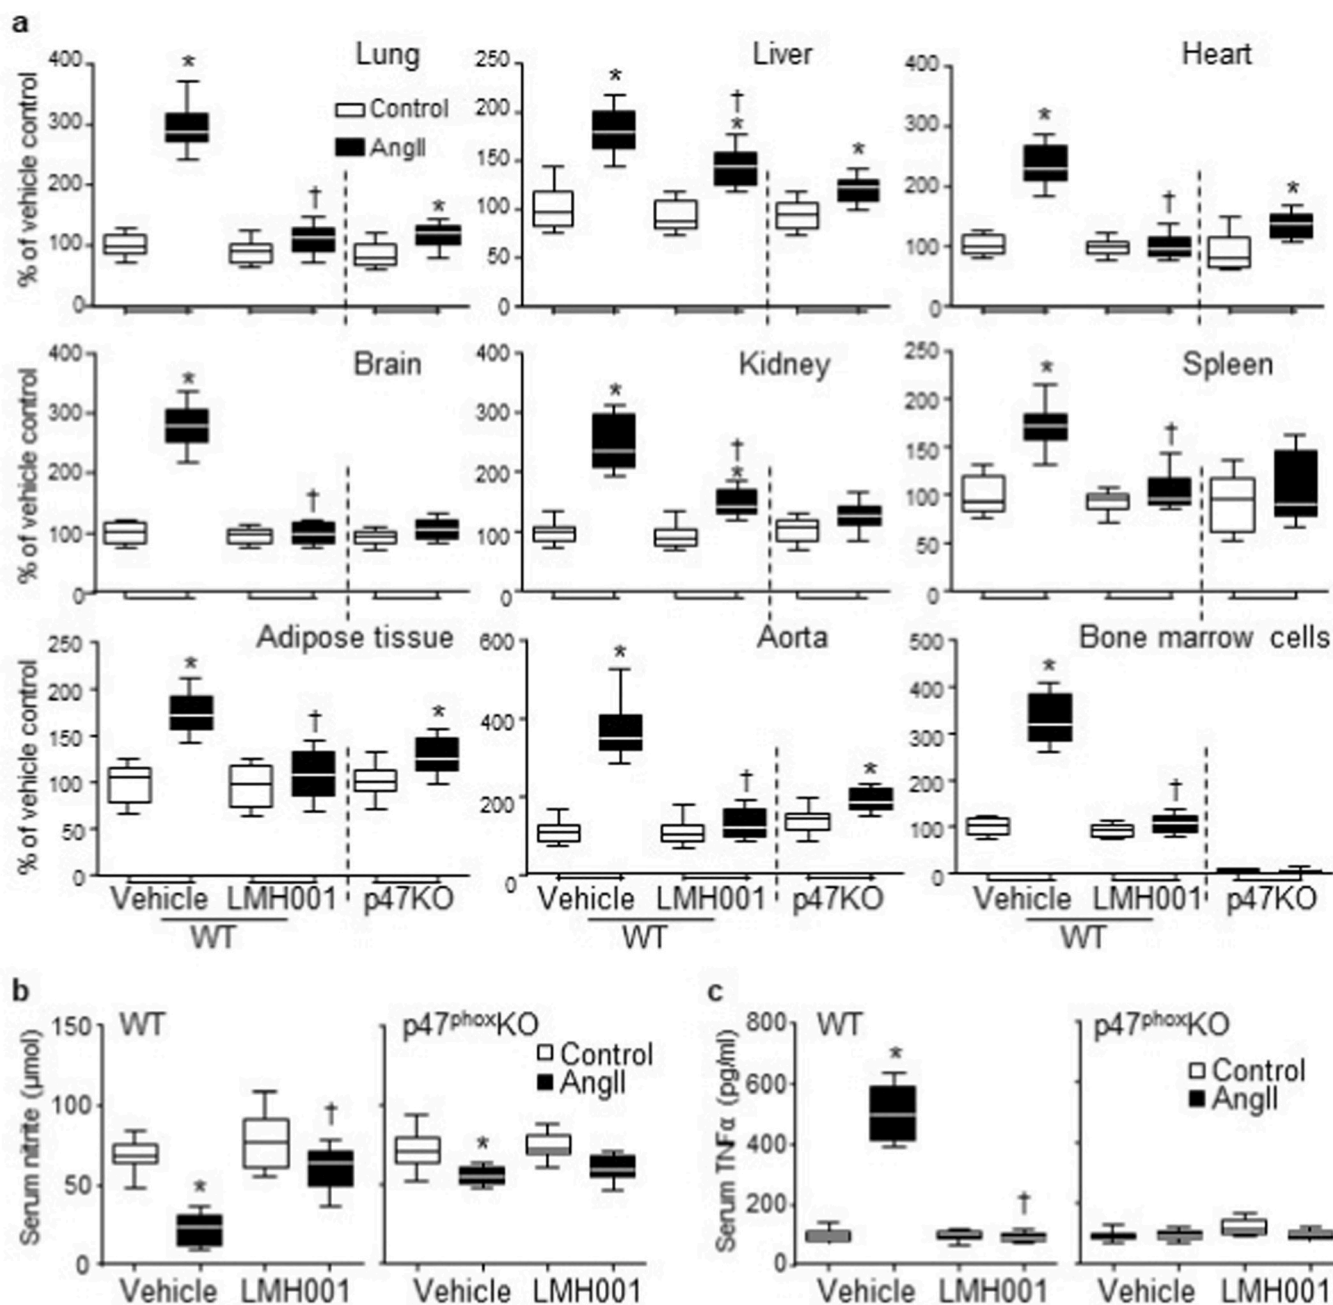 a
Lung
Liver
Heart
% of vehicle control
400
300
200
100
0
* † *
Control
AngII
250
200
150
100
50
0
* † * *
400
300
200
100
0
* † *
Brain
Kidney
Spleen
% of vehicle control
400
300
200
100
0
* †
400
300
200
100
0
* † *
250
200
150
100
50
0
* †
Adipose tissue
Aorta
Bone marrow cells
% of vehicle control
250
200
150
100
50
0
* † *
600
400
200
0
* † *
500
400
300
200
100
0
* †
Vehicle LMH001 p47KO
WT
Vehicle LMH001 p47KO
WT
Vehicle LMH001 p47KO
WT
b
Serum nitrite (μmol)
150
100
50
0
WT
* †
p47phoxKO
Control
AngII
*
Vehicle LMH001
Vehicle LMH001
c
Serum TNFα (pg/ml)
800
600
400
200
0
WT
* †
p47phoxKO
Control
AngII
Vehicle LMH001
Vehicle LMH001